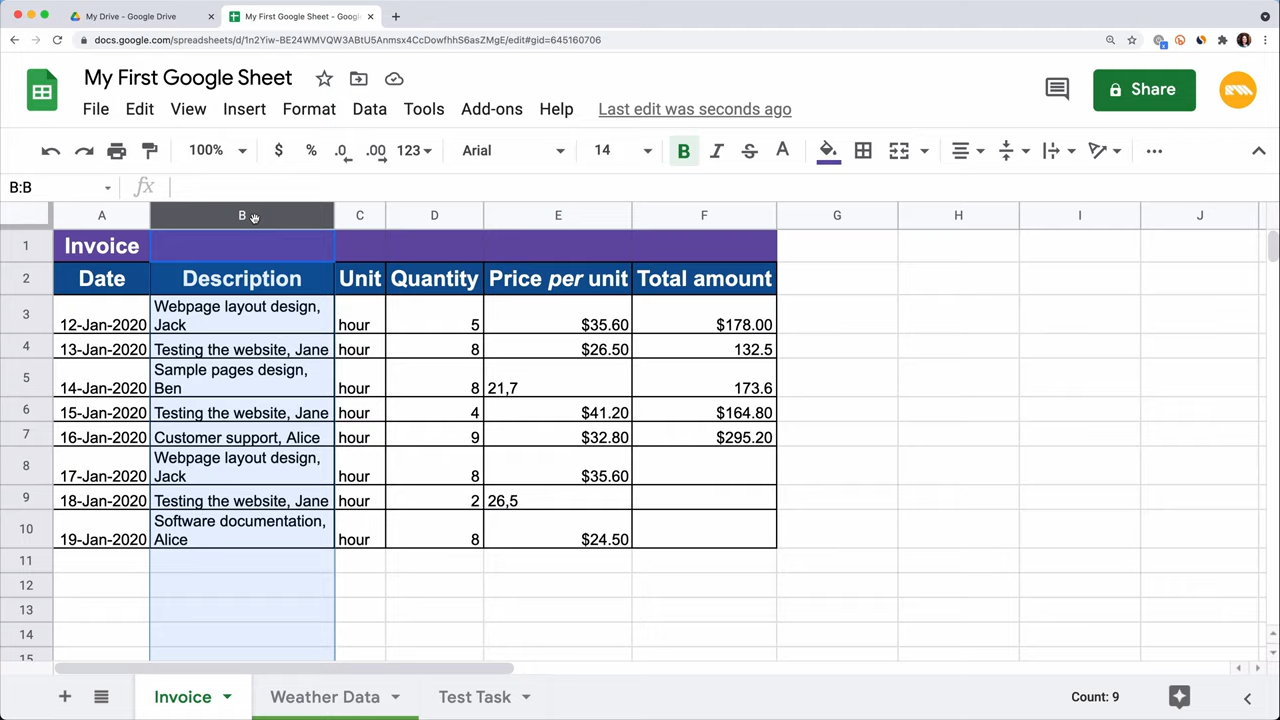 My Drive - Google Drive
My First Google Sheet - Goog
docs.google.com/spreadsheets/d/1n2Yiw-BE24WMVQW3ABtU5Anmsx4CcDowfhhS6asZMgE/edit#gid=645160706
My First Google Sheet
File Edit View Insert Format Data Tools Add-ons Help Last edit was seconds ago
Share
100% $ % .0 .00 123 Arial 14 B I S A
B:B fx
A B C D E F G H I J
1 Invoice
2 Date Description Unit Quantity Price per unit Total amount
Webpage layout design,
3 12-Jan-2020 Jack hour 5 $35.60 $178.00
4 13-Jan-2020 Testing the website, Jane hour 8 $26.50 132.5
Sample pages design,
5 14-Jan-2020 Ben hour 8 21,7 173.6
6 15-Jan-2020 Testing the website, Jane hour 4 $41.20 $164.80
7 16-Jan-2020 Customer support, Alice hour 9 $32.80 $295.20
Webpage layout design,
8 17-Jan-2020 Jack hour 8 $35.60
9 18-Jan-2020 Testing the website, Jane hour 2 26,5
Software documentation,
10 19-Jan-2020 Alice hour 8 $24.50
11
12
13
14
15
Invoice Weather Data Test Task Count: 9